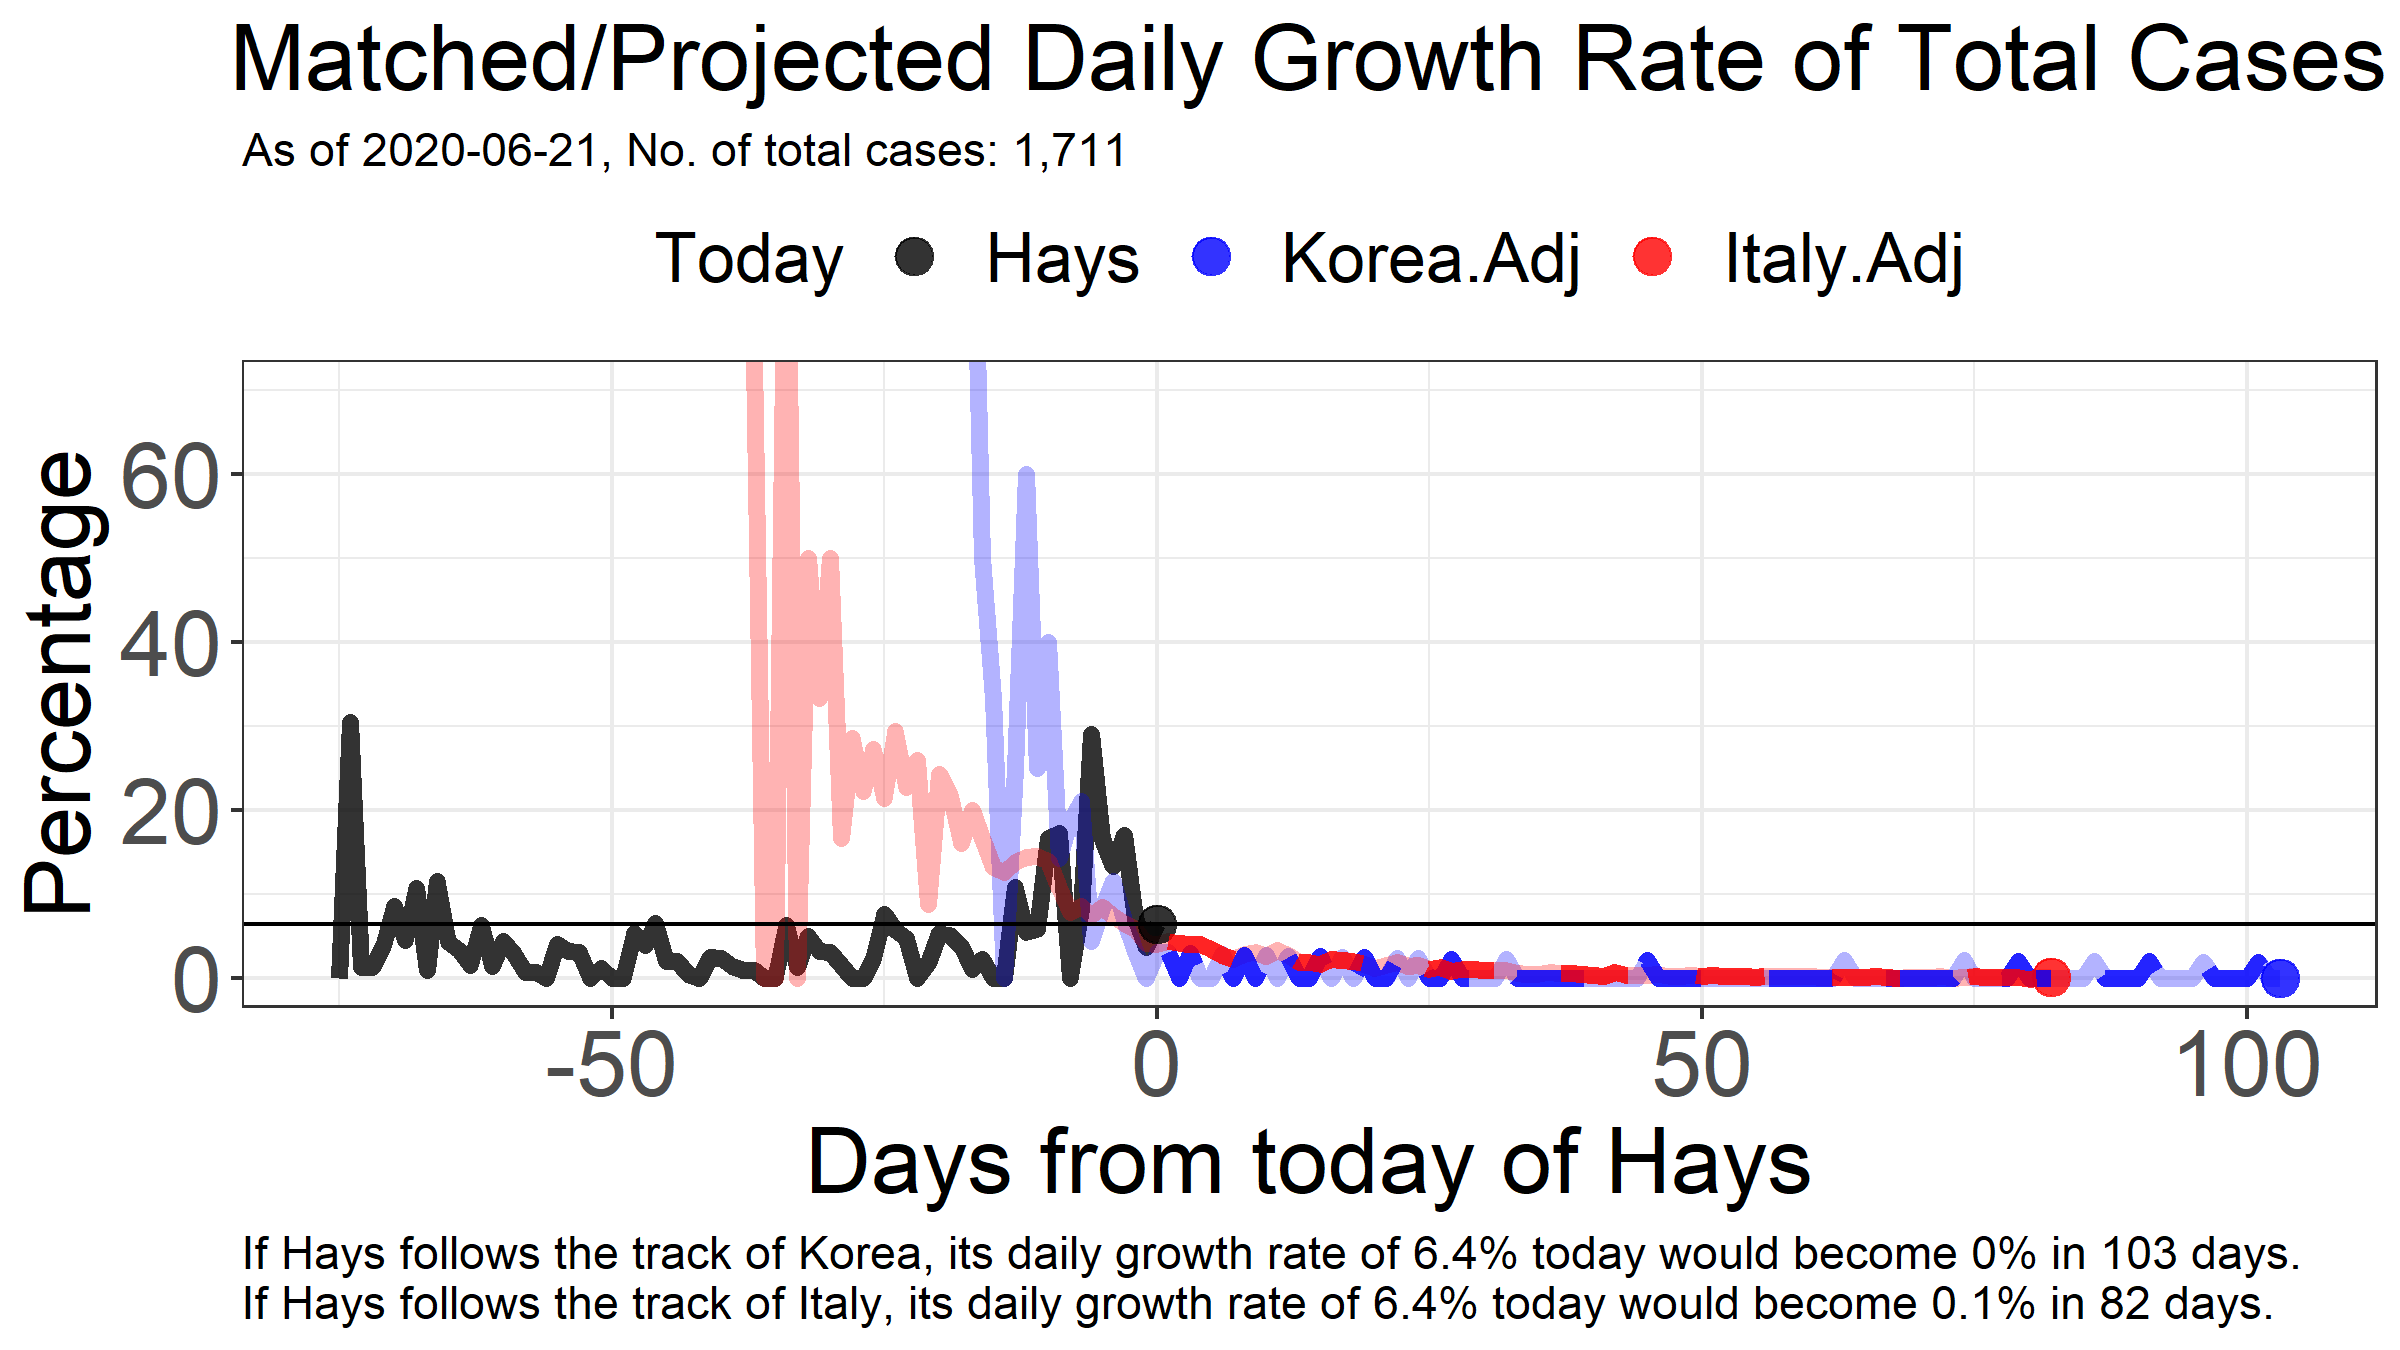 Matched/Projected Daily Growth Rate of Total Cases
As of 2020-06-21, No. of total cases: 1,711
Today Hays Korea.Adj Italy.Adj
Percentage
60
40
20
0
-50 0 50 100
Days from today of Hays
If Hays follows the track of Korea, its daily growth rate of 6.4% today would become 0% in 103 days.
If Hays follows the track of Italy, its daily growth rate of 6.4% today would become 0.1% in 82 days.